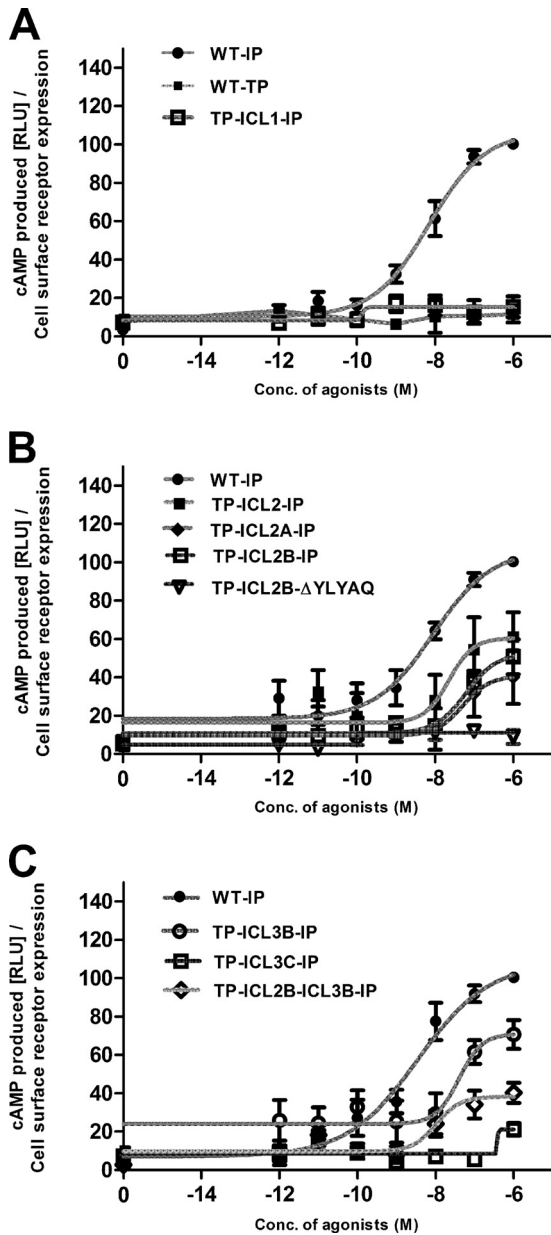 A
cAMP produced [RLU] /
Cell surface receptor expression
140
120
100
80
60
40
20
0
WT-IP
WT-TP
TP-ICL1-IP
0 -14 -12 -10 -8 -6
Conc. of agonists (M)
B
cAMP produced [RLU] /
Cell surface receptor expression
140
120
100
80
60
40
20
0
WT-IP
TP-ICL2-IP
TP-ICL2A-IP
TP-ICL2B-IP
TP-ICL2B-ΔYLYAQ
0 -14 -12 -10 -8 -6
Conc. of agonists (M)
C
cAMP produced [RLU] /
Cell surface receptor expression
140
120
100
80
60
40
20
0
WT-IP
TP-ICL3B-IP
TP-ICL3C-IP
TP-ICL2B-ICL3B-IP
0 -14 -12 -10 -8 -6
Conc. of agonists (M)